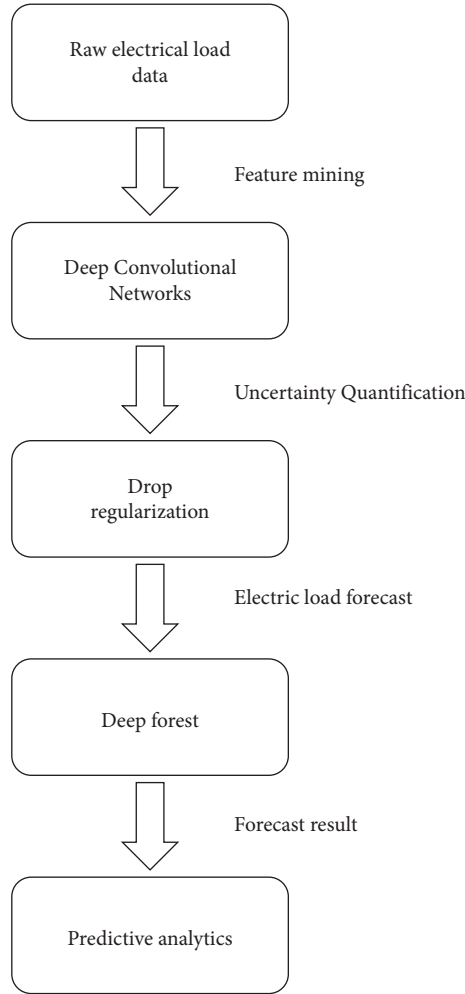 Raw electrical load
data
Feature mining
Deep Convolutional
Networks
Uncertainty Quantification
Drop
regularization
Electric load forecast
Deep forest
Forecast result
Predictive analytics